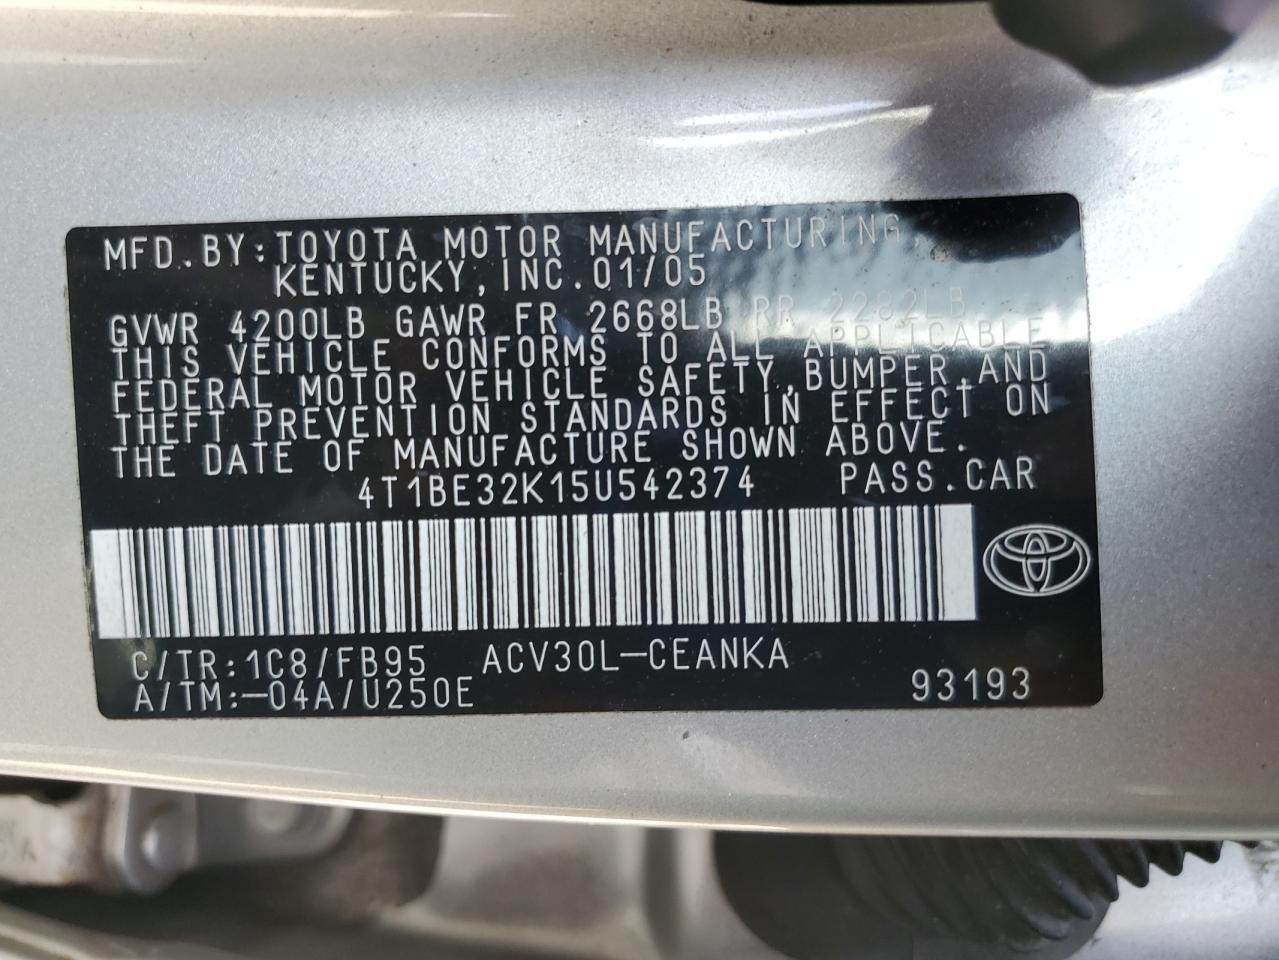 MFD.BY:TOYOTA MOTOR MANUFACTURING,
KENTUCKY,INC.01/05
GVWR 4200LB GAWR FR 2668LB RR 2282LB
THIS VEHICLE CONFORMS TO ALL APPLICABLE
FEDERAL MOTOR VEHICLE SAFETY,BUMPER,AND
THEFT PREVENTION STANDARDS IN EFFECT ON
THE DATE OF MANUFACTURE SHOWN ABOVE.
4T1BE32K15U542374 PASS.CAR
C/TR:1C8/FB95 ACV30L-CEANKA
A/TM:-04A/U250E 93193